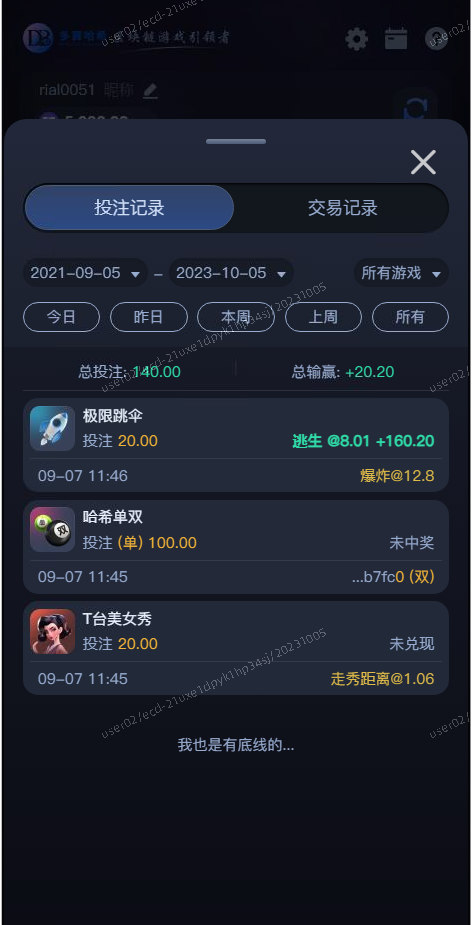 区块链游戏引领者
rial0051 昵称
投注记录 交易记录
2021-09-05 – 2023-10-05 所有游戏
今日 昨日 本周 上周 所有
总投注: 140.00 总输赢: +20.20
极限跳伞
投注 20.00 逃生 @8.01 +160.20
09-07 11:46 爆炸@12.8
哈希单双
投注 (单) 100.00 未中奖
09-07 11:45 ...b7fc0 (双)
T台美女秀
投注 20.00 未兑现
09-07 11:45 走秀距离@1.06
我也是有底线的...
user02/ecd-21uxe1dpyk1hp34sj/20231005
user02/ecd-21uxe1dpyk1hp34sj/20231005